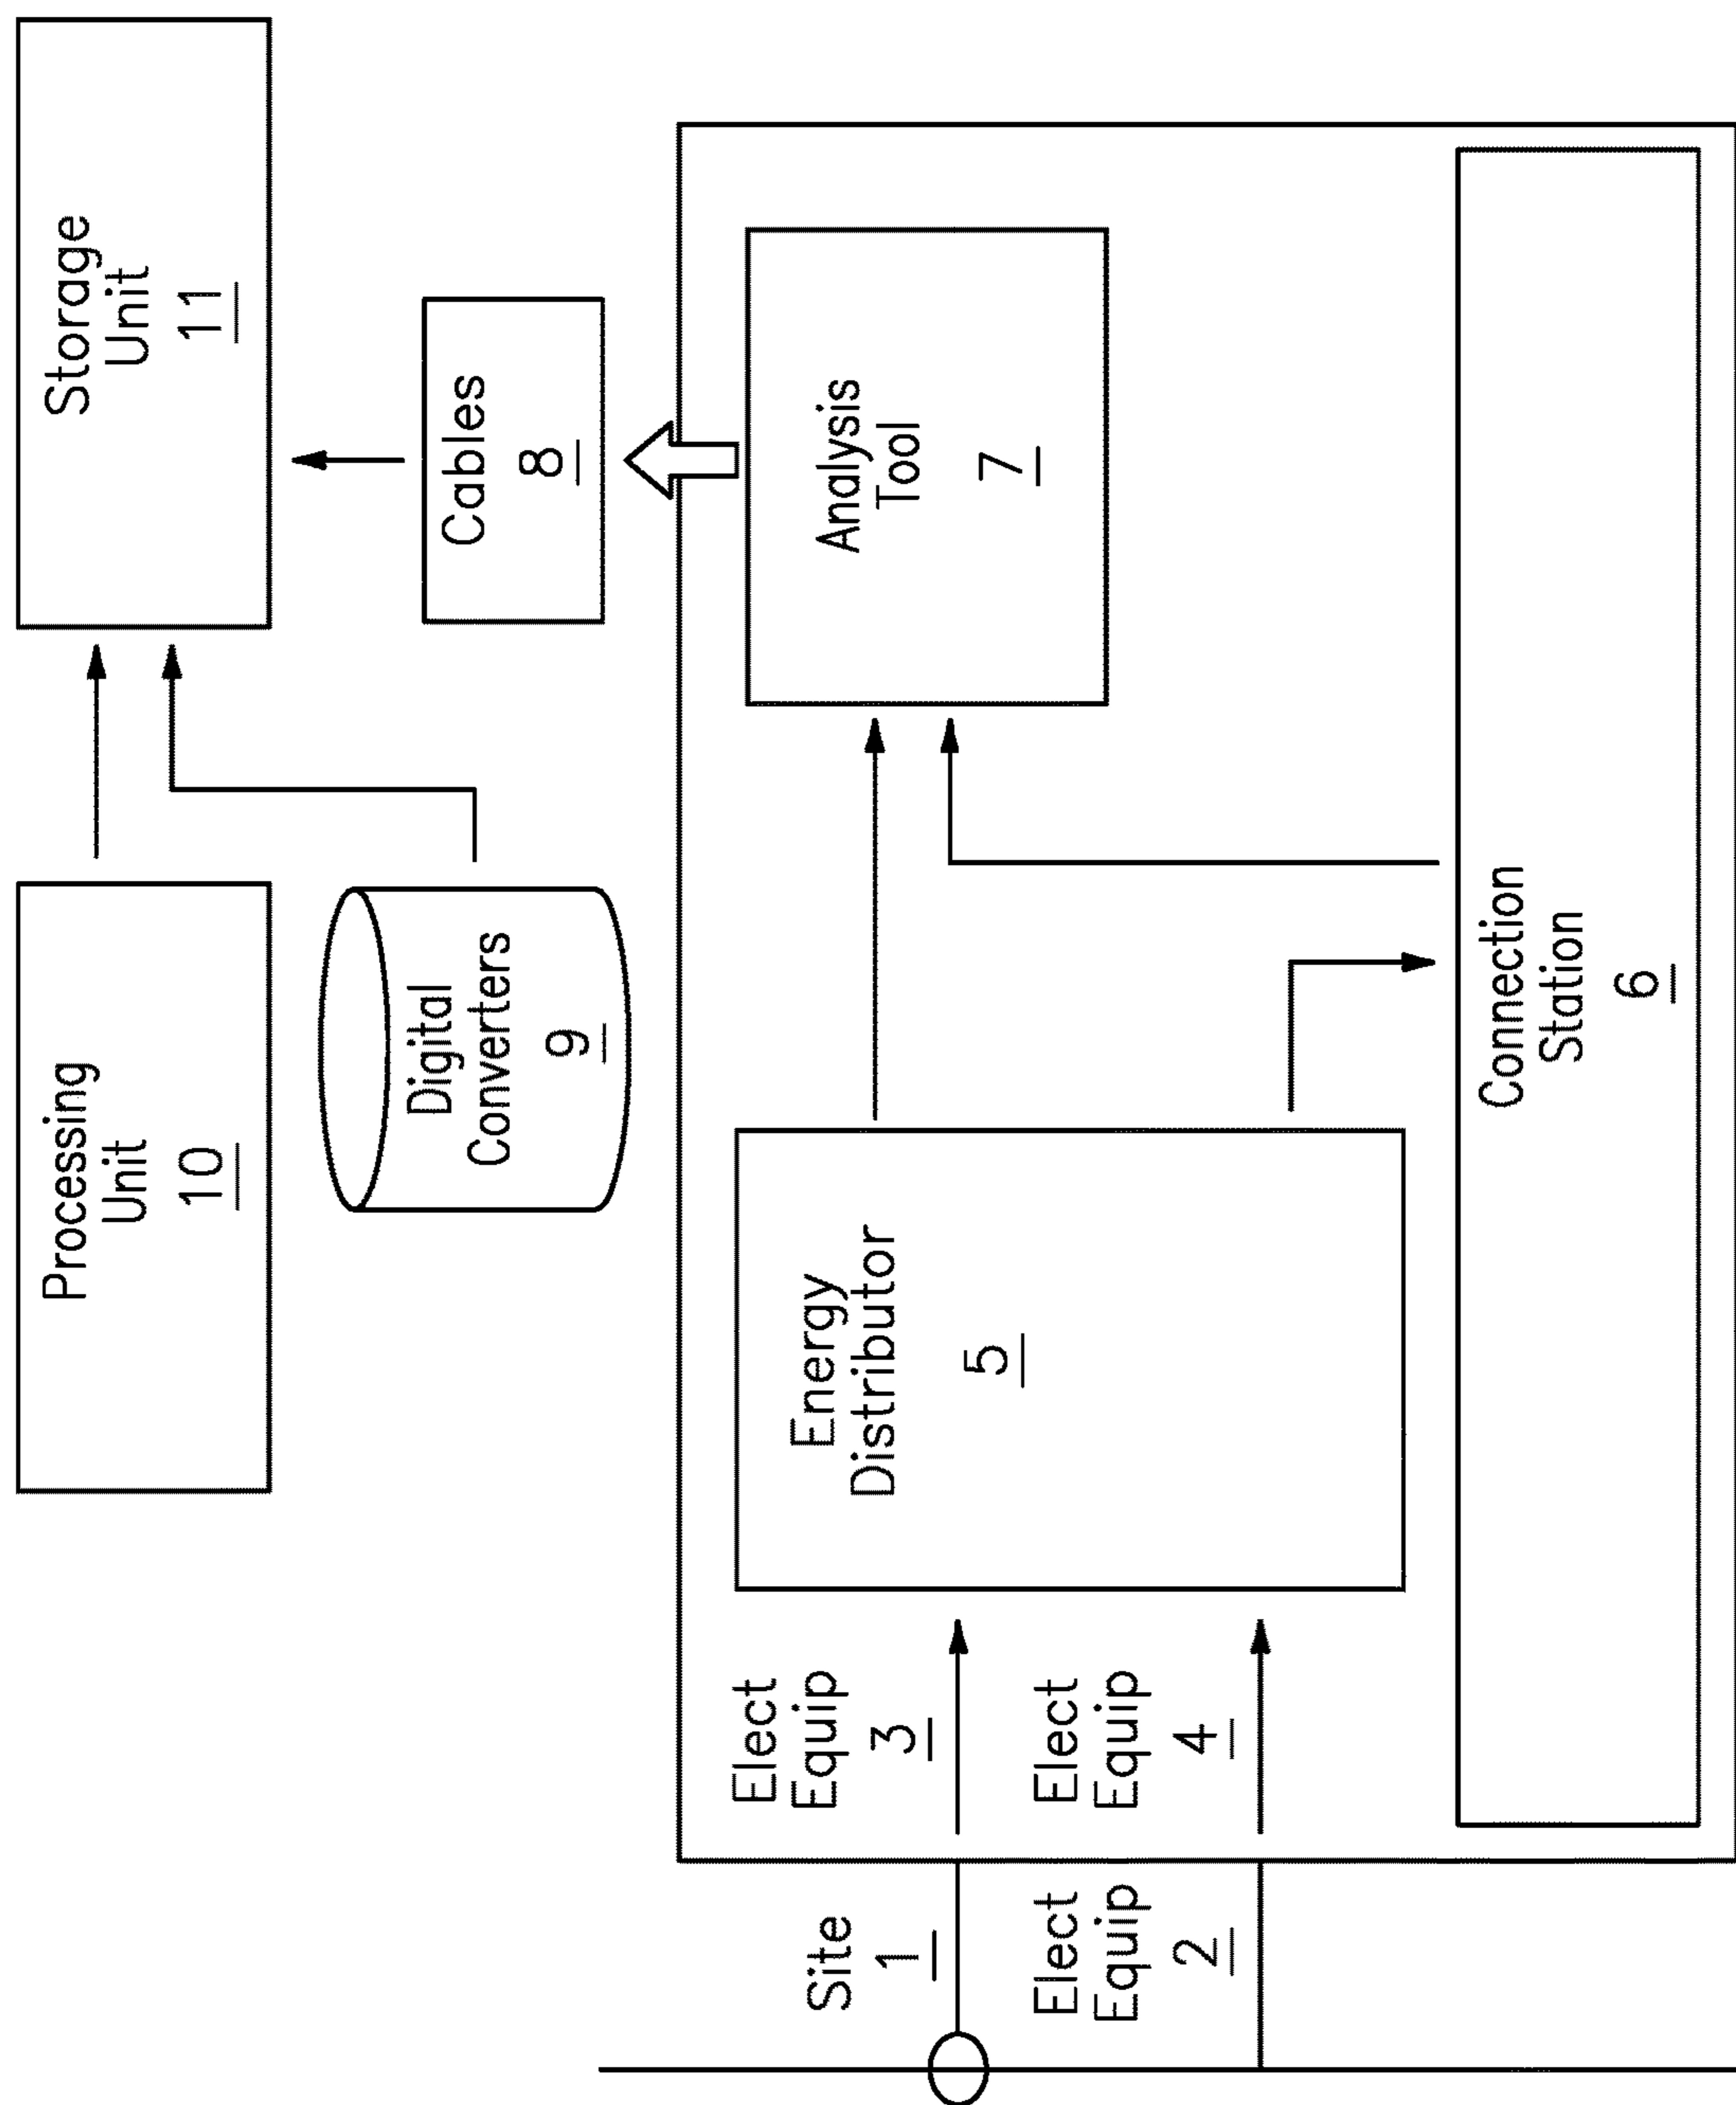 Processing
Unit
10
Storage
Unit
11
Digital
Converters
9
Cables
8
Site
1
Elect
Equip
2
Elect
Equip
3
Elect
Equip
4
Energy
Distributor
5
Analysis
Tool
7
Connection
Station
6